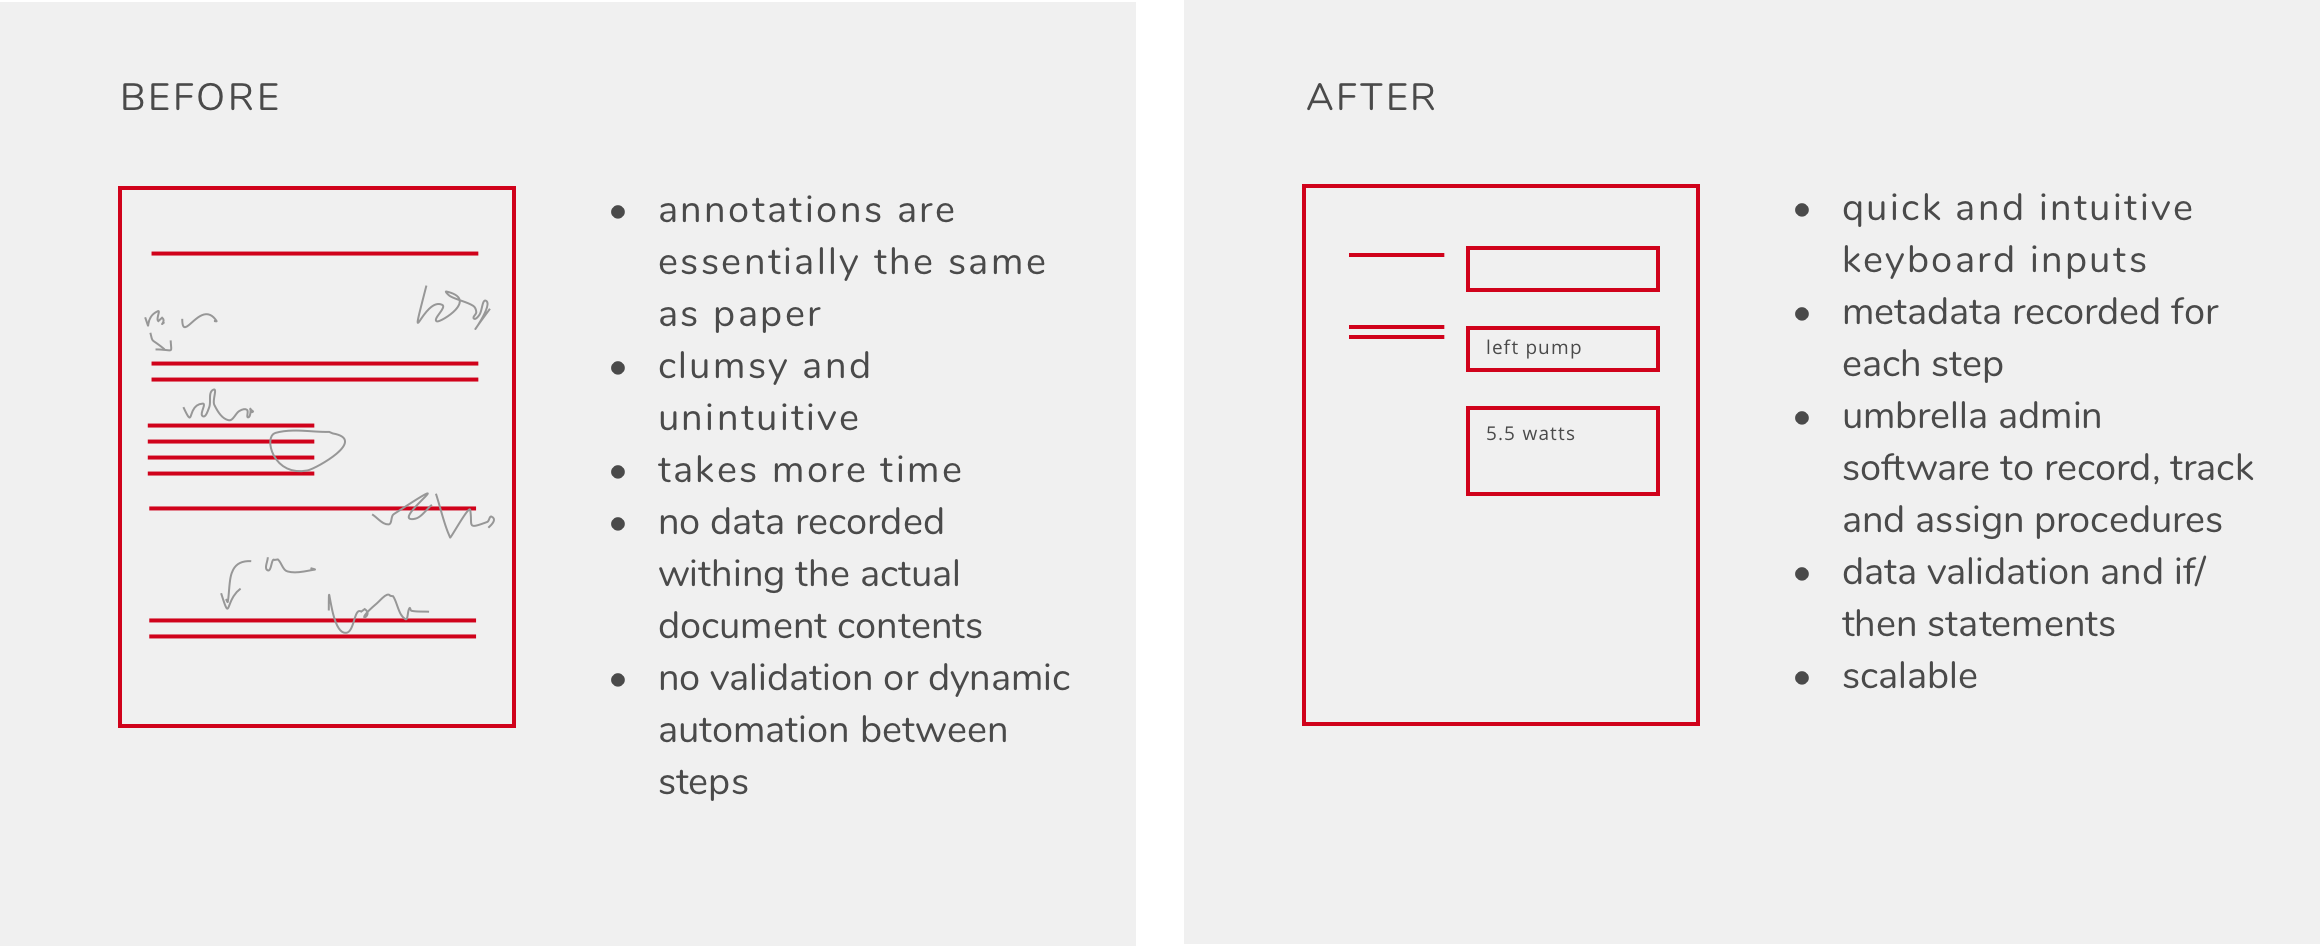 BEFORE
annotations are
essentially the same
as paper
clumsy and
unintuitive
takes more time
no data recorded
withing the actual
document contents
no validation or dynamic
automation between
steps
AFTER
left pump
5.5 watts
quick and intuitive
keyboard inputs
metadata recorded for
each step
umbrella admin
software to record, track
and assign procedures
data validation and if/
then statements
scalable